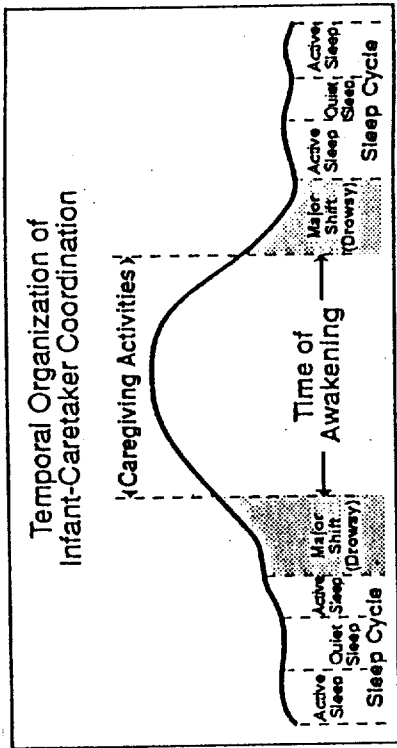 Temporal Organization of
Infant-Caretaker Coordination
(Caregiving Activities)
Active
Sleep
Quiet
Sleep
Active
Sleep
Sleep Cycle
Major
Shift
(Drowsy)
Time of
Awakening
Major
Shift
(Drowsy)
Active
Sleep
Quiet
Sleep
Active
Sleep
Sleep Cycle